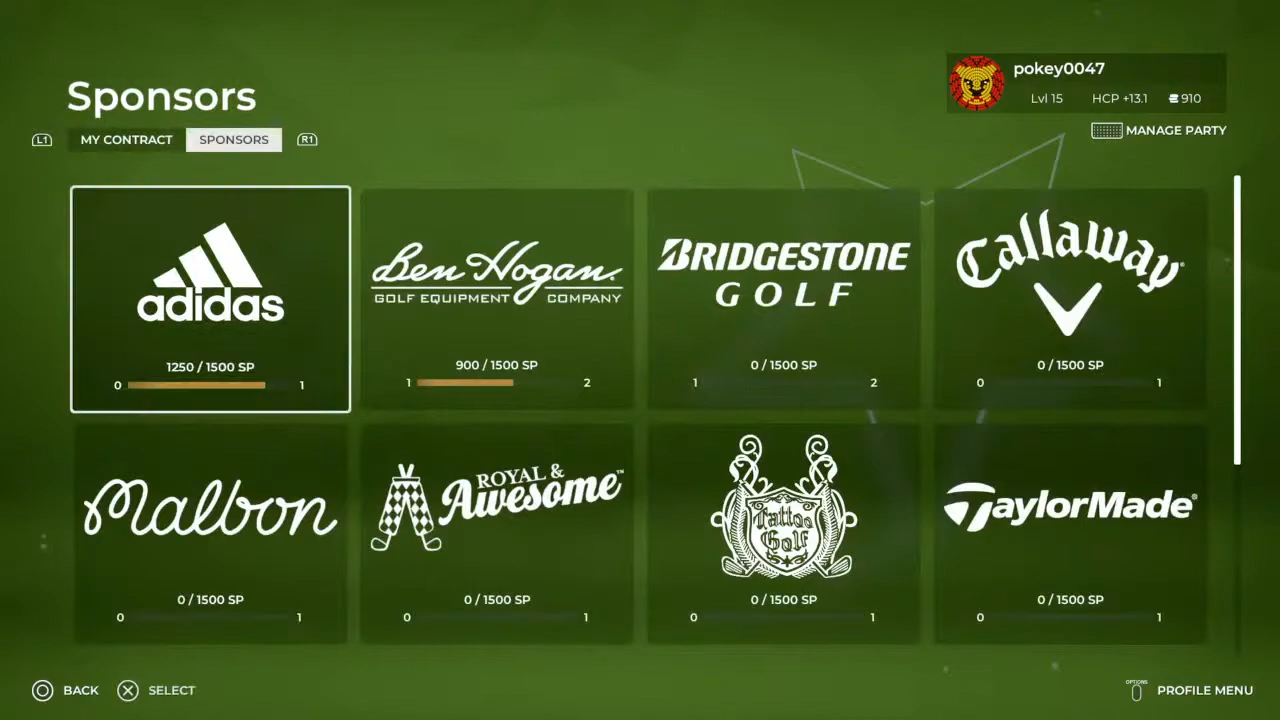 Sponsors
pokey0047
Lvl 15 HCP +13.1 910
L1 MY CONTRACT SPONSORS R1
MANAGE PARTY
adidas
1250 / 1500 SP
0 1
Ben Hogan.
GOLF EQUIPMENT COMPANY
900 / 1500 SP
1 2
BRIDGESTONE
GOLF
0 / 1500 SP
1 2
Callaway®
0 / 1500 SP
0 1
Malbon
0 / 1500 SP
0 1
ROYAL &
Awesome™
0 / 1500 SP
0 1
Tattoo
Golf
0 / 1500 SP
0 1
TaylorMade®
0 / 1500 SP
0 1
BACK SELECT
OPTIONS
PROFILE MENU